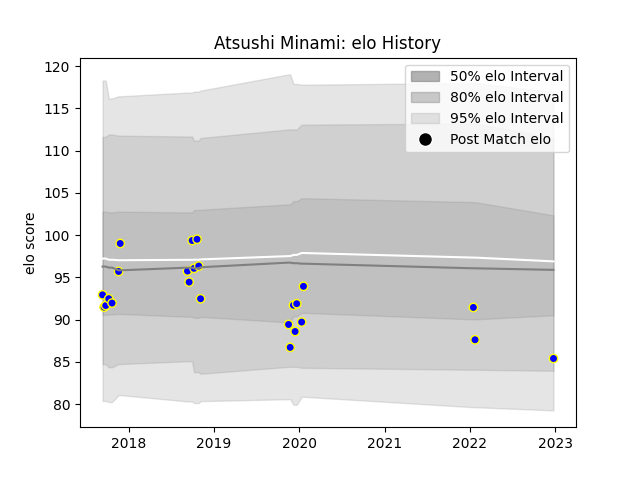 Atsushi Minami: elo History
120
115
110
105
100
95
90
85
80
elo score
50% elo Interval
80% elo Interval
95% elo Interval
Post Match elo
2018
2019
2020
2021
2022
2023